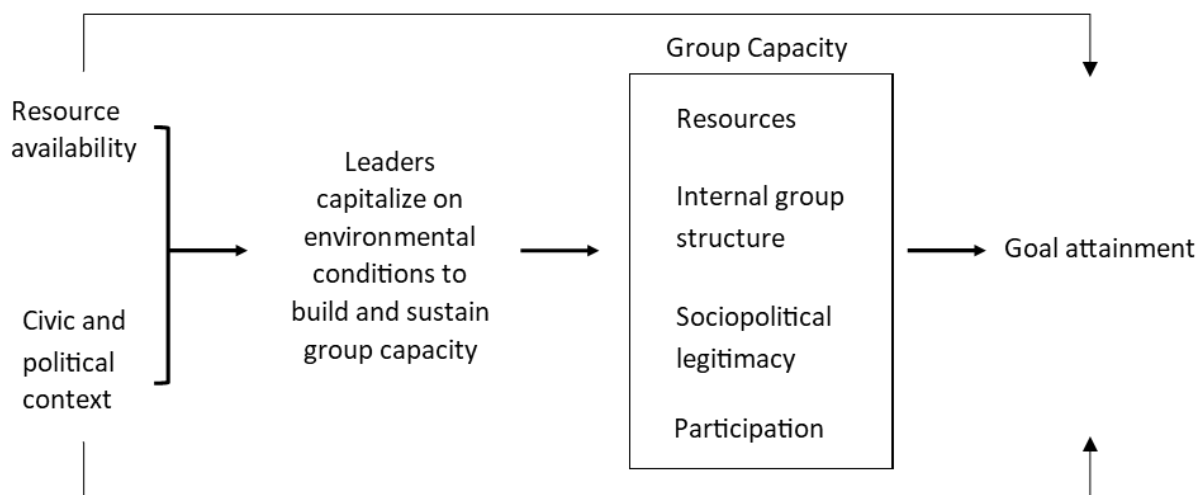 Resource
availability
Civic and
political
context
Leaders
capitalize on
environmental
conditions to
build and sustain
group capacity
Group Capacity
Resources
Internal group
structure
Sociopolitical
legitimacy
Participation
Goal attainment